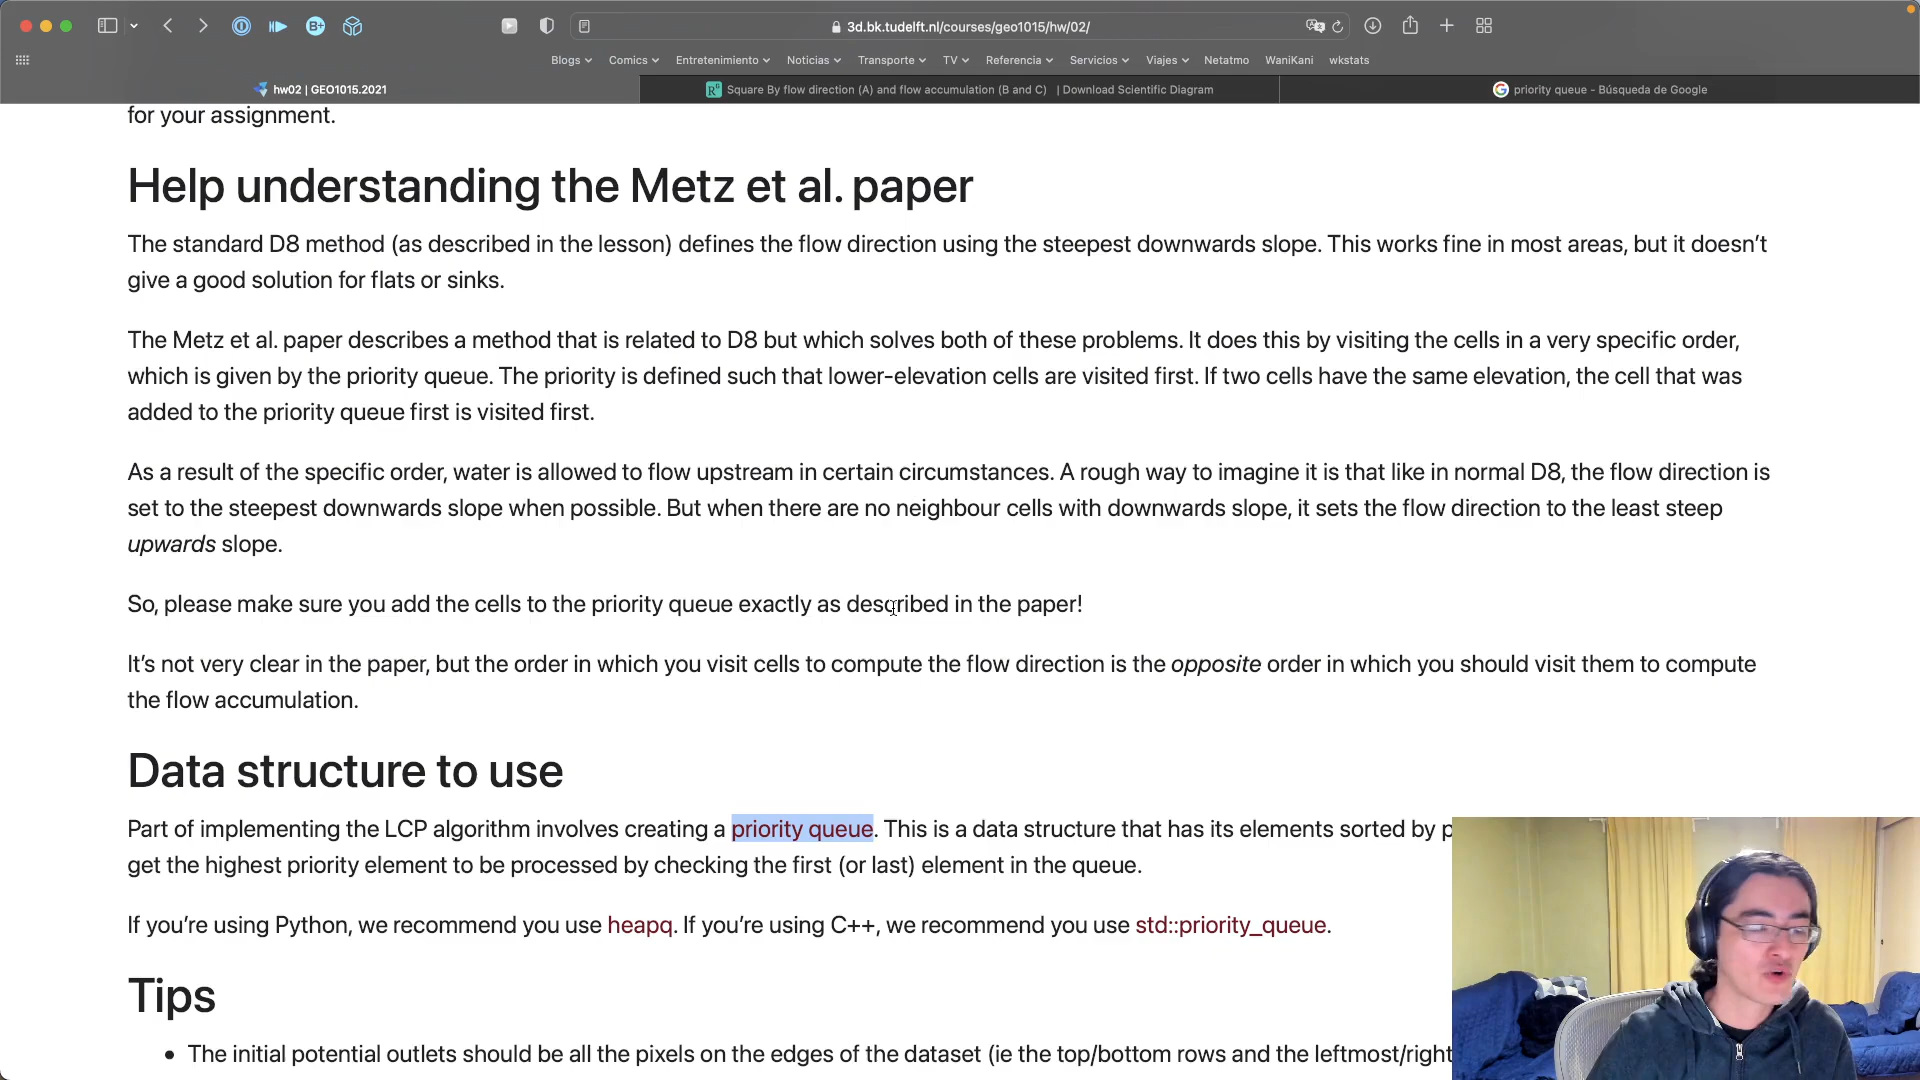 3d.bk.tudelft.nl/courses/geo1015/hw/02/
Blogs Comics Entretenimiento Noticias Transporte TV Referencia Servicios Viajes Netatmo WaniKani wkstats
hw02 | GEO1015.2021
Square By flow direction (A) and flow accumulation (B and C) | Download Scientific Diagram
priority queue - Búsqueda de Google
for your assignment.
Help understanding the Metz et al. paper
The standard D8 method (as described in the lesson) defines the flow direction using the steepest downwards slope. This works fine in most areas, but it doesn’t
give a good solution for flats or sinks.
The Metz et al. paper describes a method that is related to D8 but which solves both of these problems. It does this by visiting the cells in a very specific order,
which is given by the priority queue. The priority is defined such that lower-elevation cells are visited first. If two cells have the same elevation, the cell that was
added to the priority queue first is visited first.
As a result of the specific order, water is allowed to flow upstream in certain circumstances. A rough way to imagine it is that like in normal D8, the flow direction is
set to the steepest downwards slope when possible. But when there are no neighbour cells with downwards slope, it sets the flow direction to the least steep
upwards slope.
So, please make sure you add the cells to the priority queue exactly as described in the paper!
It’s not very clear in the paper, but the order in which you visit cells to compute the flow direction is the opposite order in which you should visit them to compute
the flow accumulation.
Data structure to use
Part of implementing the LCP algorithm involves creating a priority queue. This is a data structure that has its elements sorted by p
get the highest priority element to be processed by checking the first (or last) element in the queue.
If you’re using Python, we recommend you use heapq. If you’re using C++, we recommend you use std::priority_queue.
Tips
• The initial potential outlets should be all the pixels on the edges of the dataset (ie the top/bottom rows and the leftmost/right